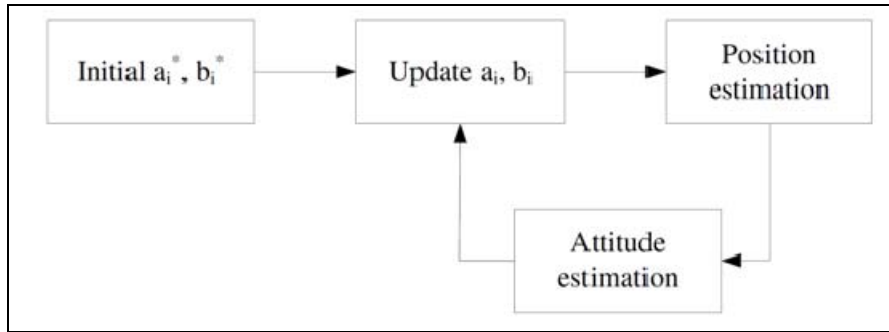 Initial aᵢ*, bᵢ*
Update aᵢ, bᵢ
Position
estimation
Attitude
estimation